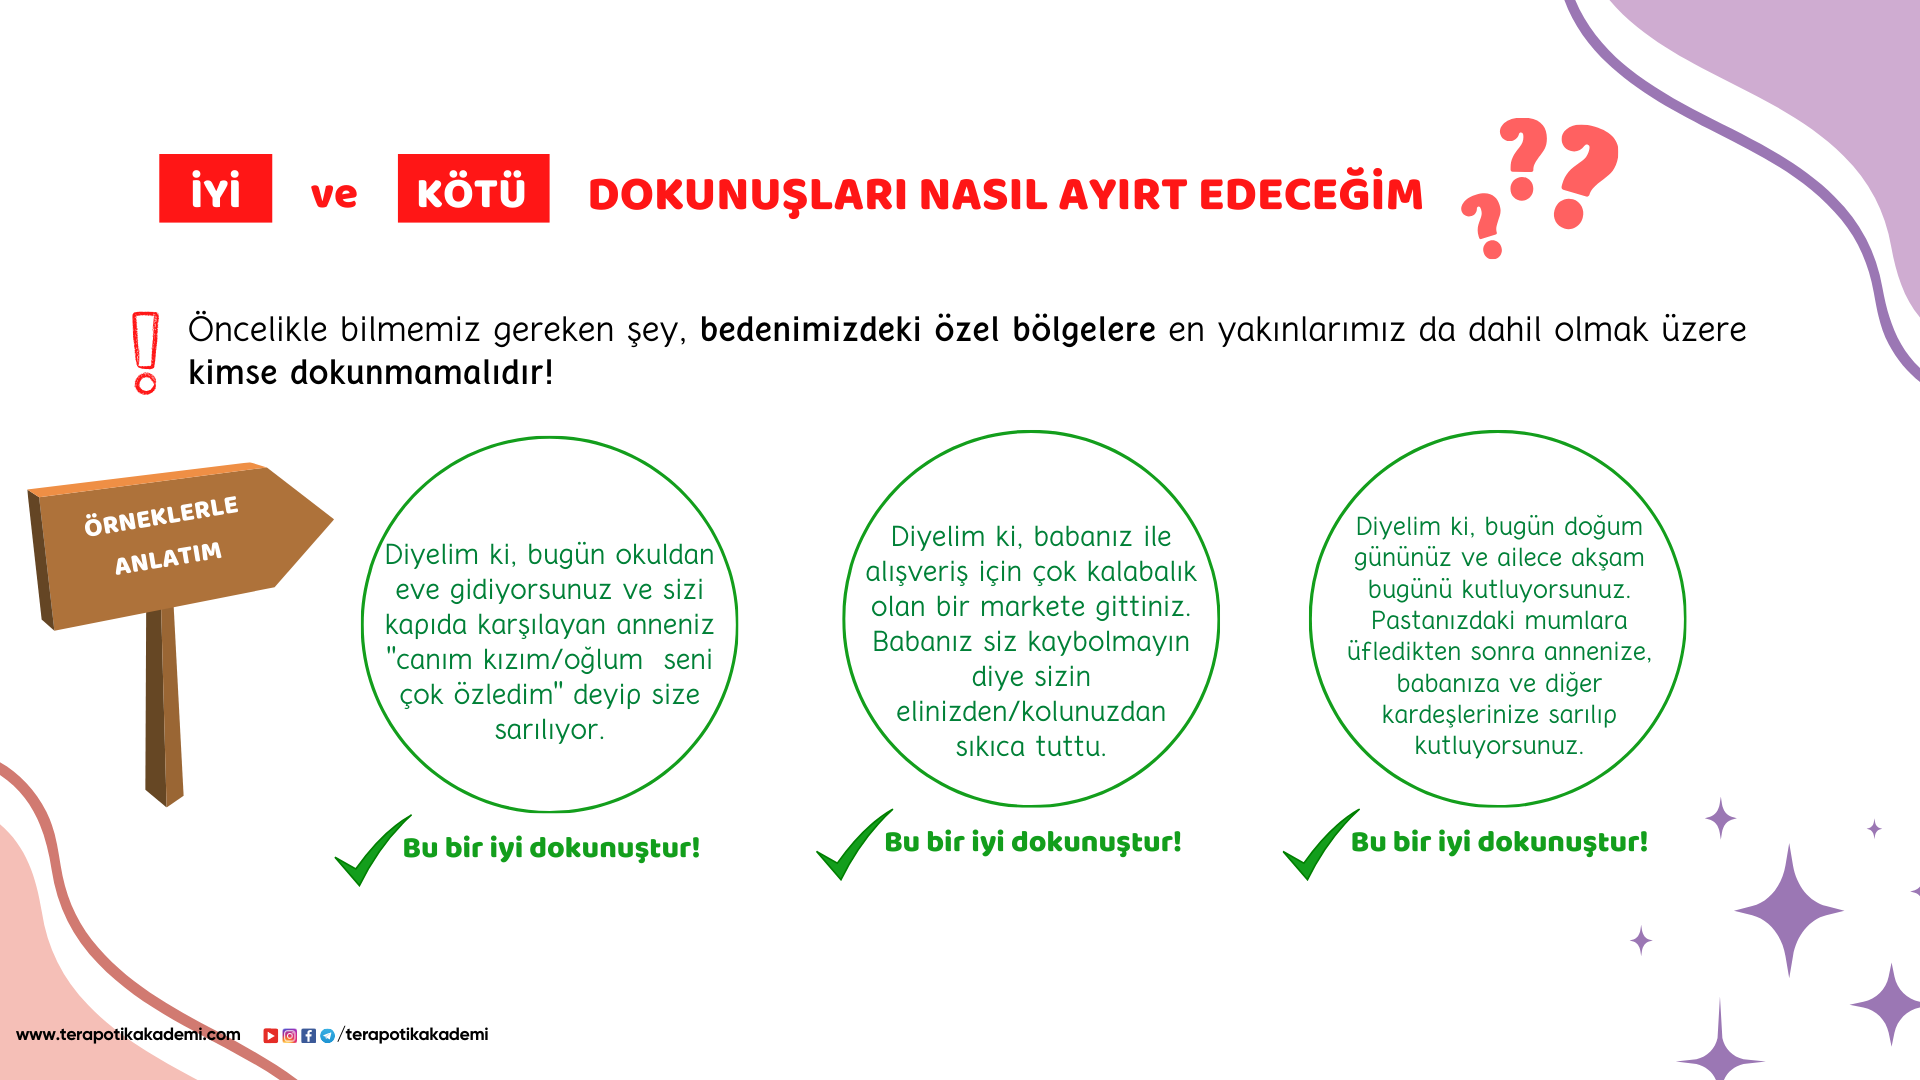 İYİ ve KÖTÜ DOKUNUŞLARI NASIL AYIRT EDECEĞİM
???
Öncelikle bilmemiz gereken şey, bedenimizdeki özel bölgelere en yakınlarımız da dahil olmak üzere
kimse dokunmamalıdır!
ÖRNEKLERLE
ANLATIM
Diyelim ki, bugün okuldan
eve gidiyorsunuz ve sizi
kapıda karşılayan anneniz
"canım kızım/oğlum  seni
çok özledim" deyip size
sarılıyor.
Bu bir iyi dokunuştur!
Diyelim ki, babanız ile
alışveriş için çok kalabalık
olan bir markete gittiniz.
Babanız siz kaybolmayın
diye sizin
elinizden/kolunuzdan
sıkıca tuttu.
Bu bir iyi dokunuştur!
Diyelim ki, bugün doğum
gününüz ve ailece akşam
bugünü kutluyorsunuz.
Pastanızdaki mumlara
üfledikten sonra annenize,
babanıza ve diğer
kardeşlerinize sarılıp
kutluyorsunuz.
Bu bir iyi dokunuştur!
www.terapotikakademi.com /terapotikakademi